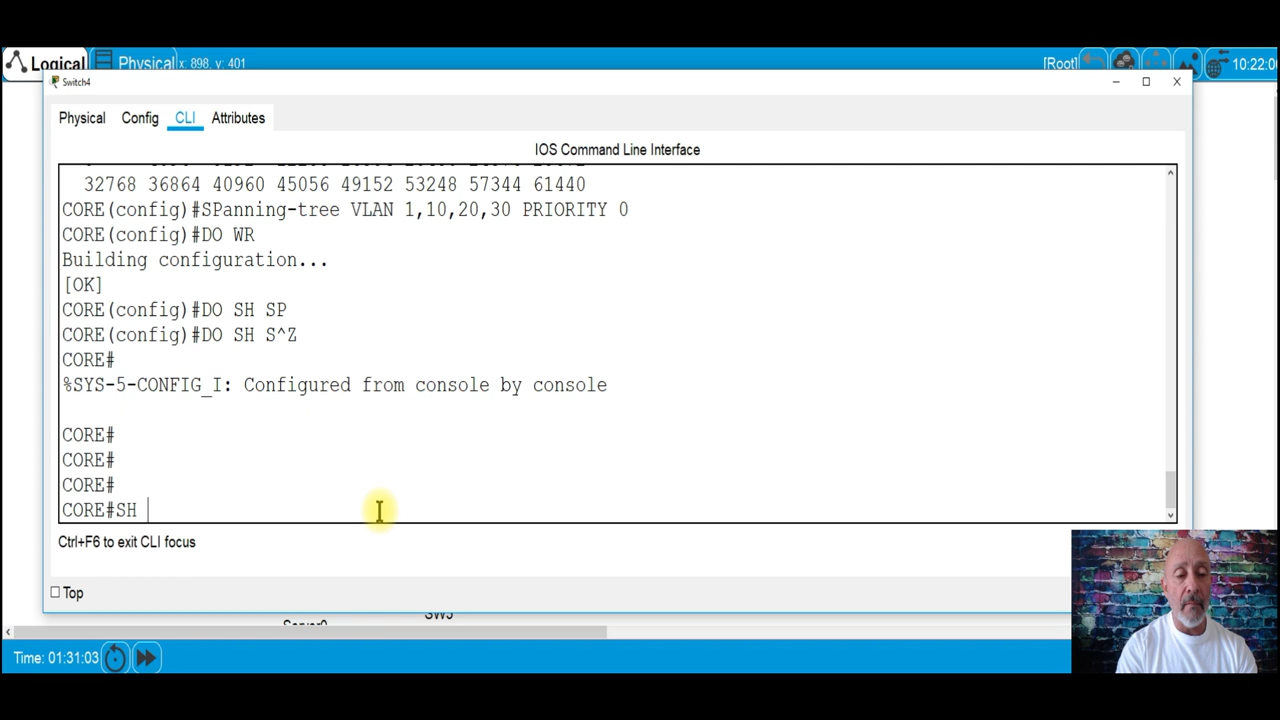 Logical
Physical x: 898, y: 401
[Root]
10:22:0
Switch4
Physical Config CLI Attributes
IOS Command Line Interface
32768 36864 40960 45056 49152 53248 57344 61440
CORE(config)#SPanning-tree VLAN 1,10,20,30 PRIORITY 0
CORE(config)#DO WR
Building configuration...
[OK]
CORE(config)#DO SH SP
CORE(config)#DO SH S^Z
CORE#
%SYS-5-CONFIG_I: Configured from console by console
CORE#
CORE#
CORE#
CORE#SH
Ctrl+F6 to exit CLI focus
Top
Time: 01:31:03